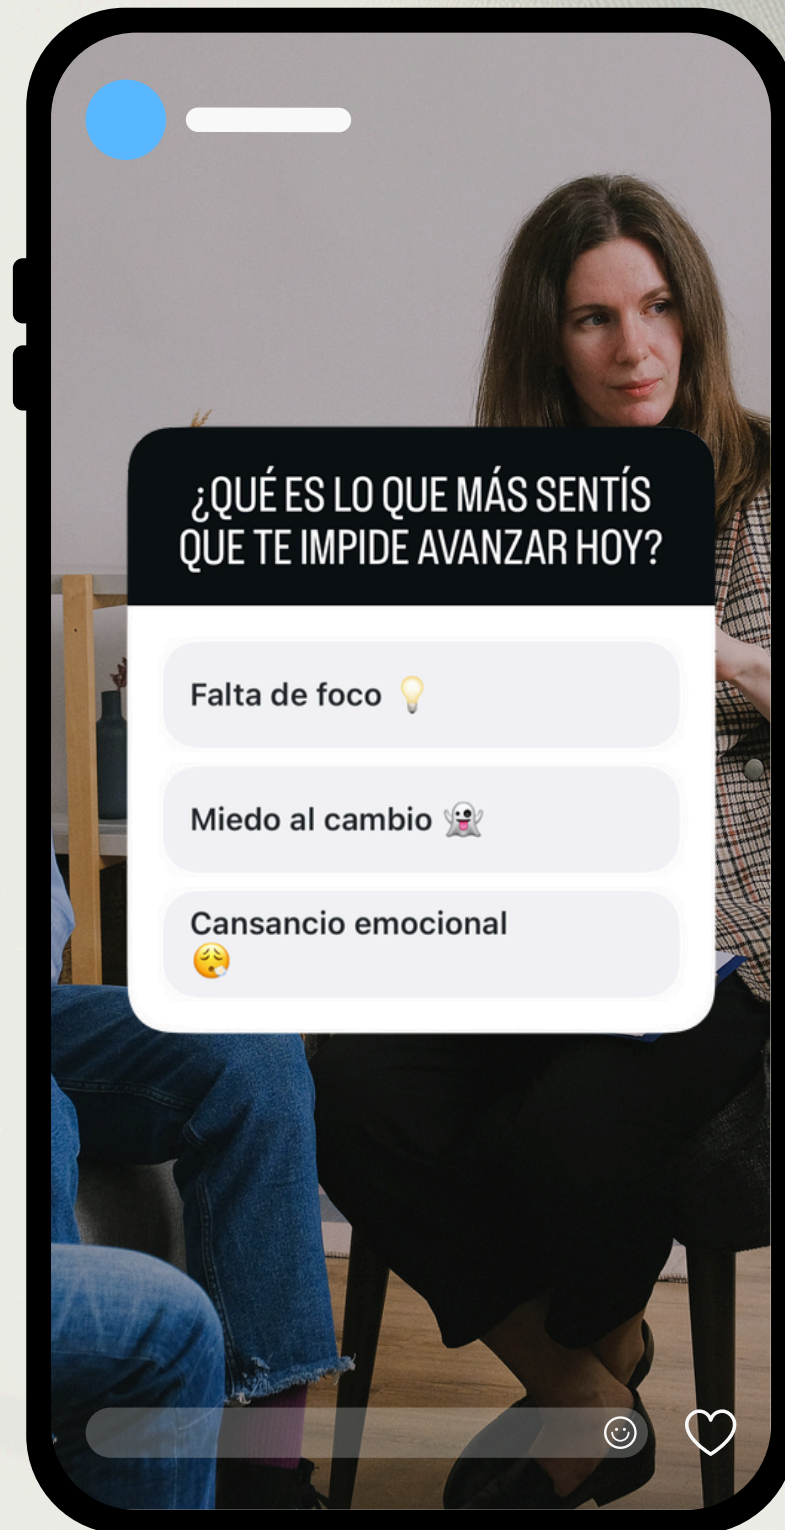 ¿QUÉ ES LO QUE MÁS SENTÍS
QUE TE IMPIDE AVANZAR HOY?
Falta de foco 💡
Miedo al cambio 👻
Cansancio emocional
😮‍💨